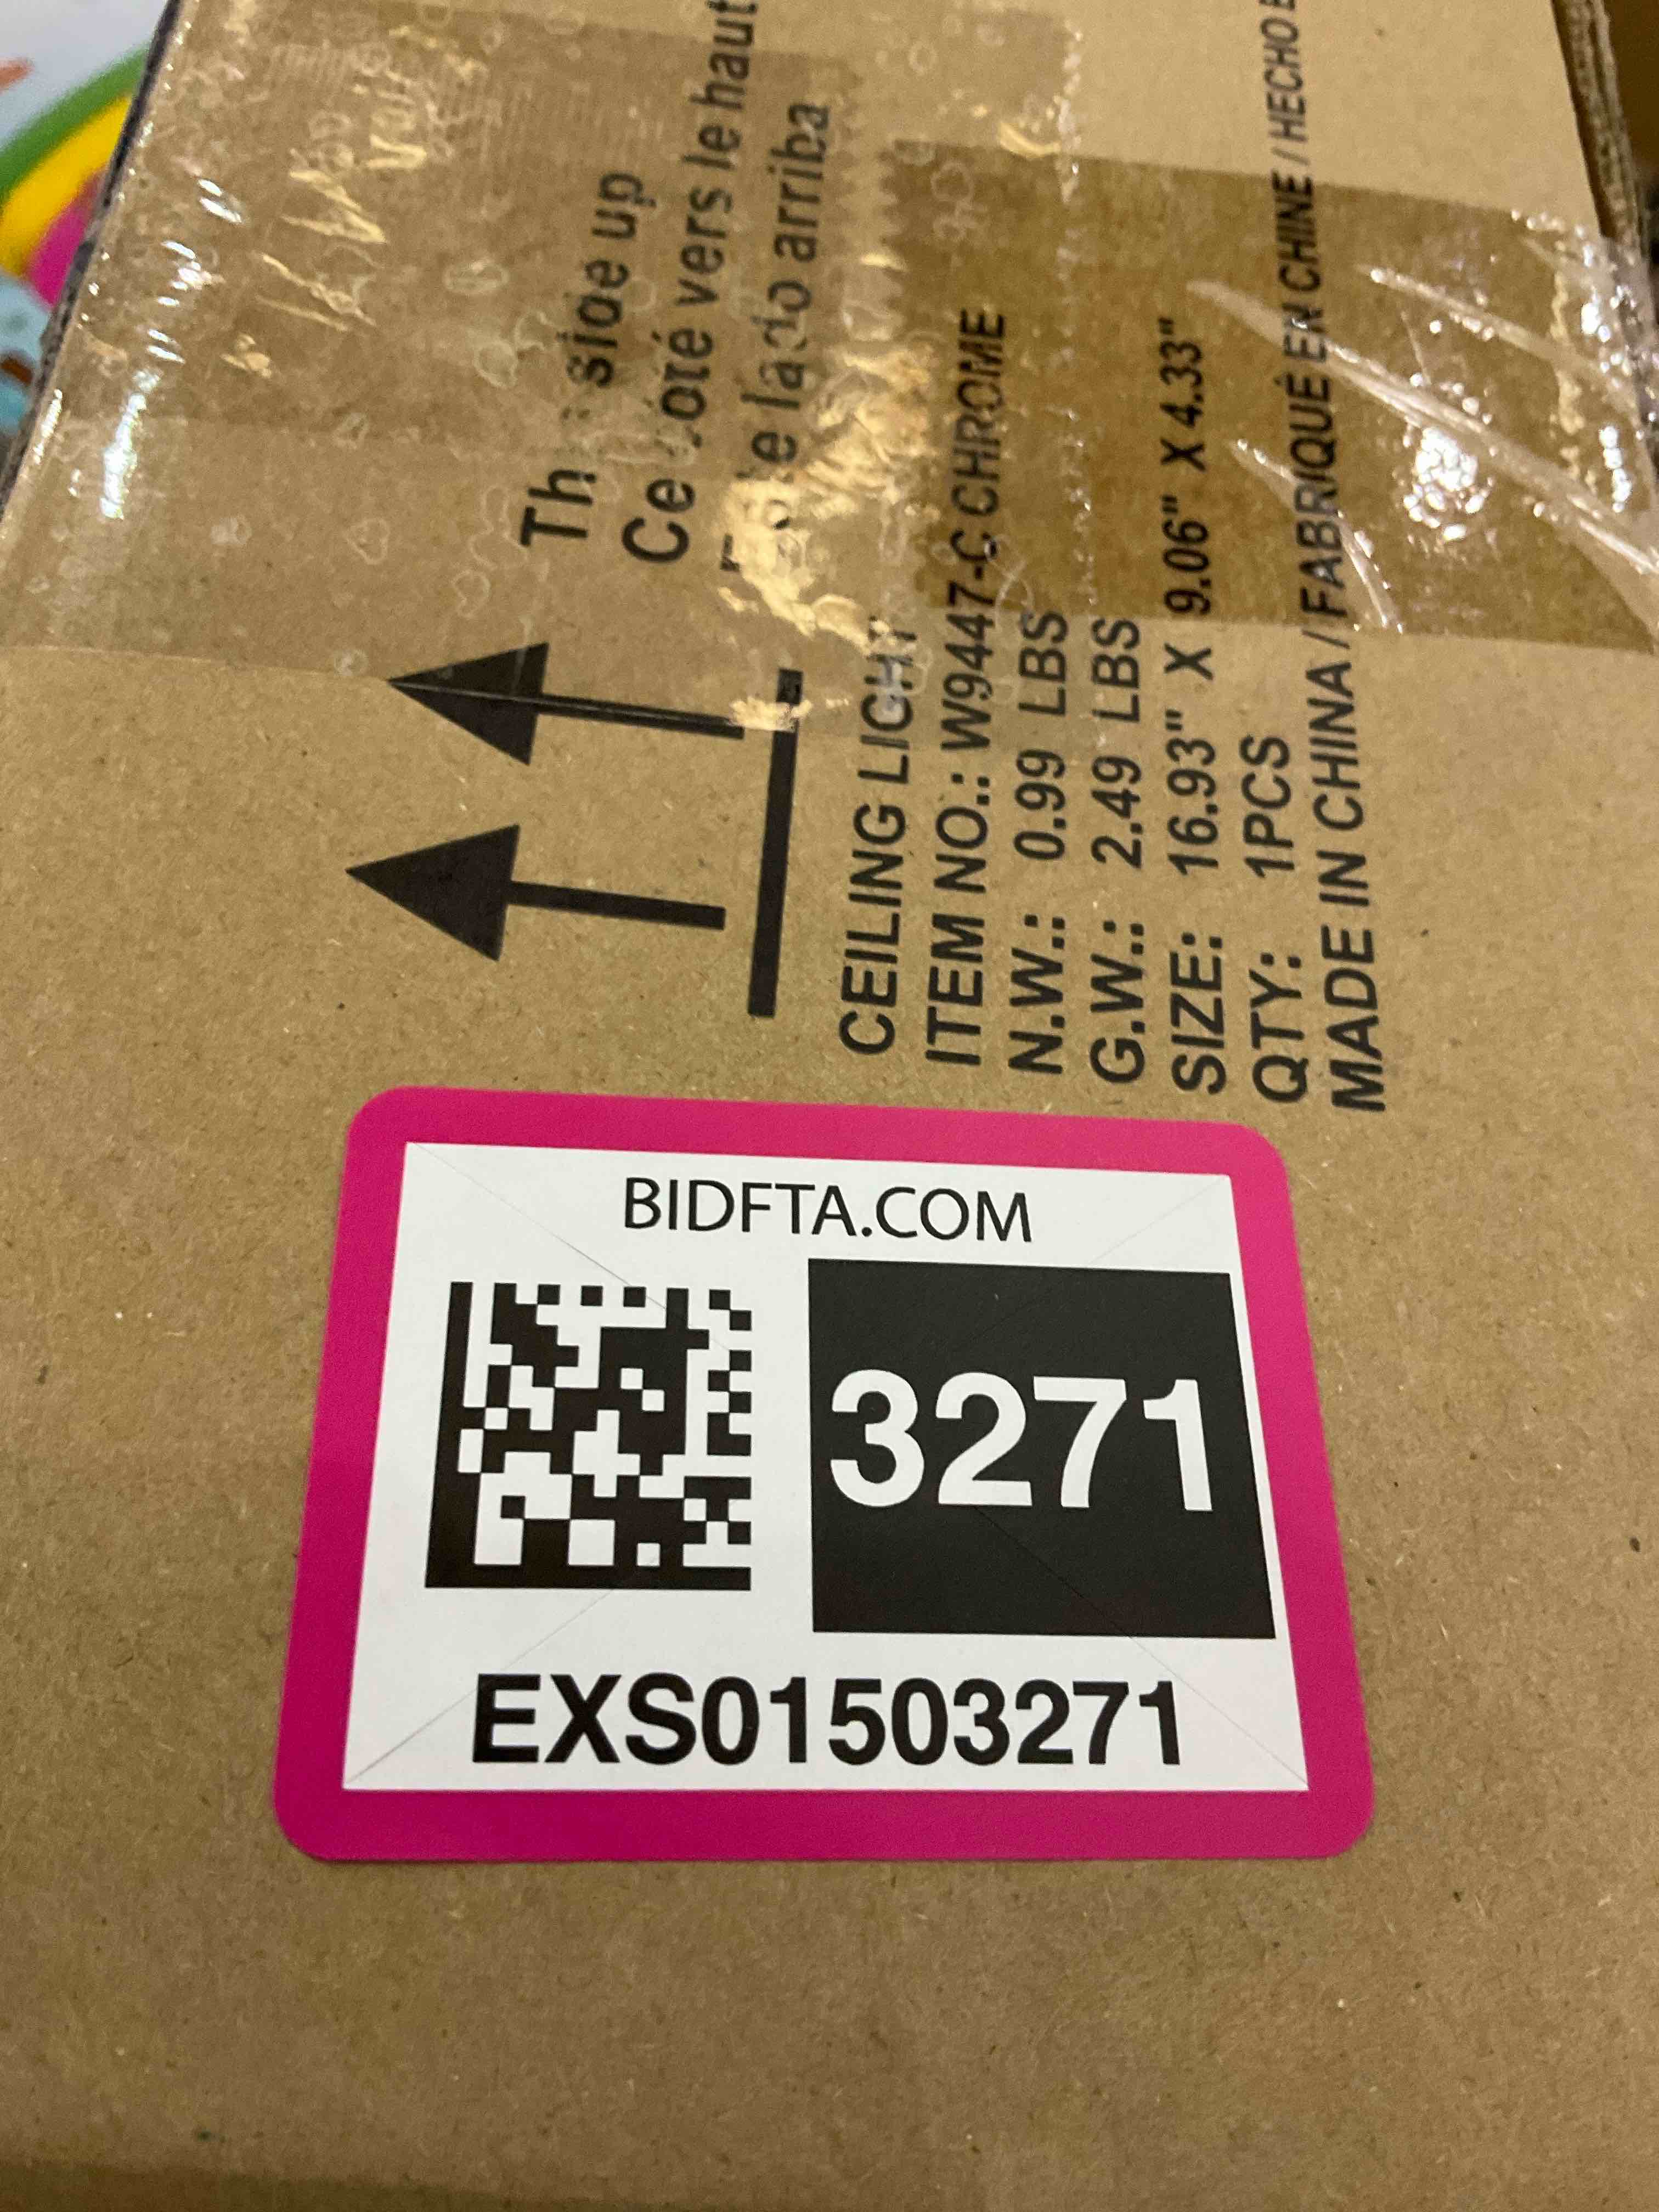 This side up
Ce côté vers le haut
Este lado arriba
CEILING LIGHT
ITEM NO.: W9447-C CHROME
N.W.: 0.99 LBS
G.W.: 2.49 LBS
SIZE: 16.93" X 9.06" X 4.33"
QTY: 1PCS
MADE IN CHINA / FABRIQUÉ EN CHINE / HECHO
BIDFTA.COM
3271
EXS01503271